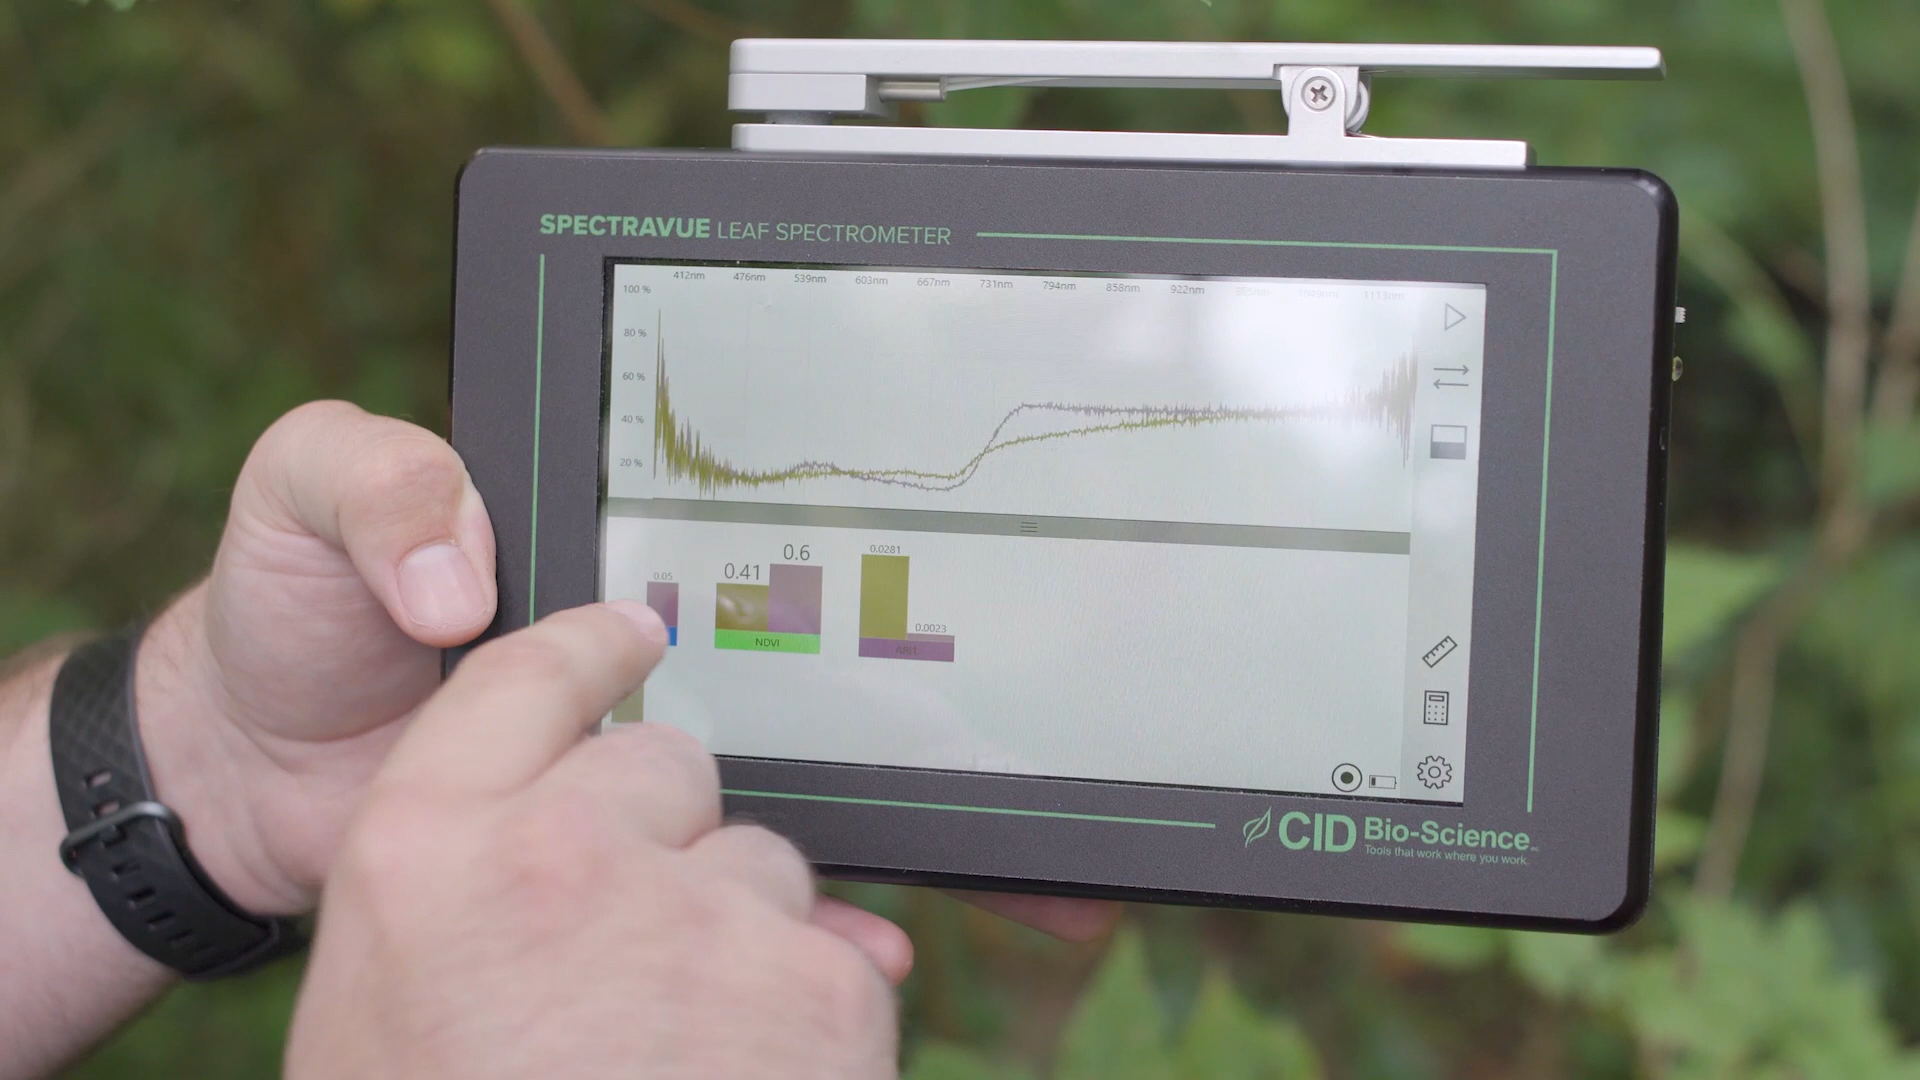 SPECTRAVUE LEAF SPECTROMETER
412nm 476nm 539nm 603nm 667nm 731nm 794nm 858nm 922nm 1113nm
100 %
80 %
60 %
40 %
20 %
0.05
0.41
0.6
NDVI
0.0281
0.0023
ARI1
CID Bio-Science
Tools that work where you work.